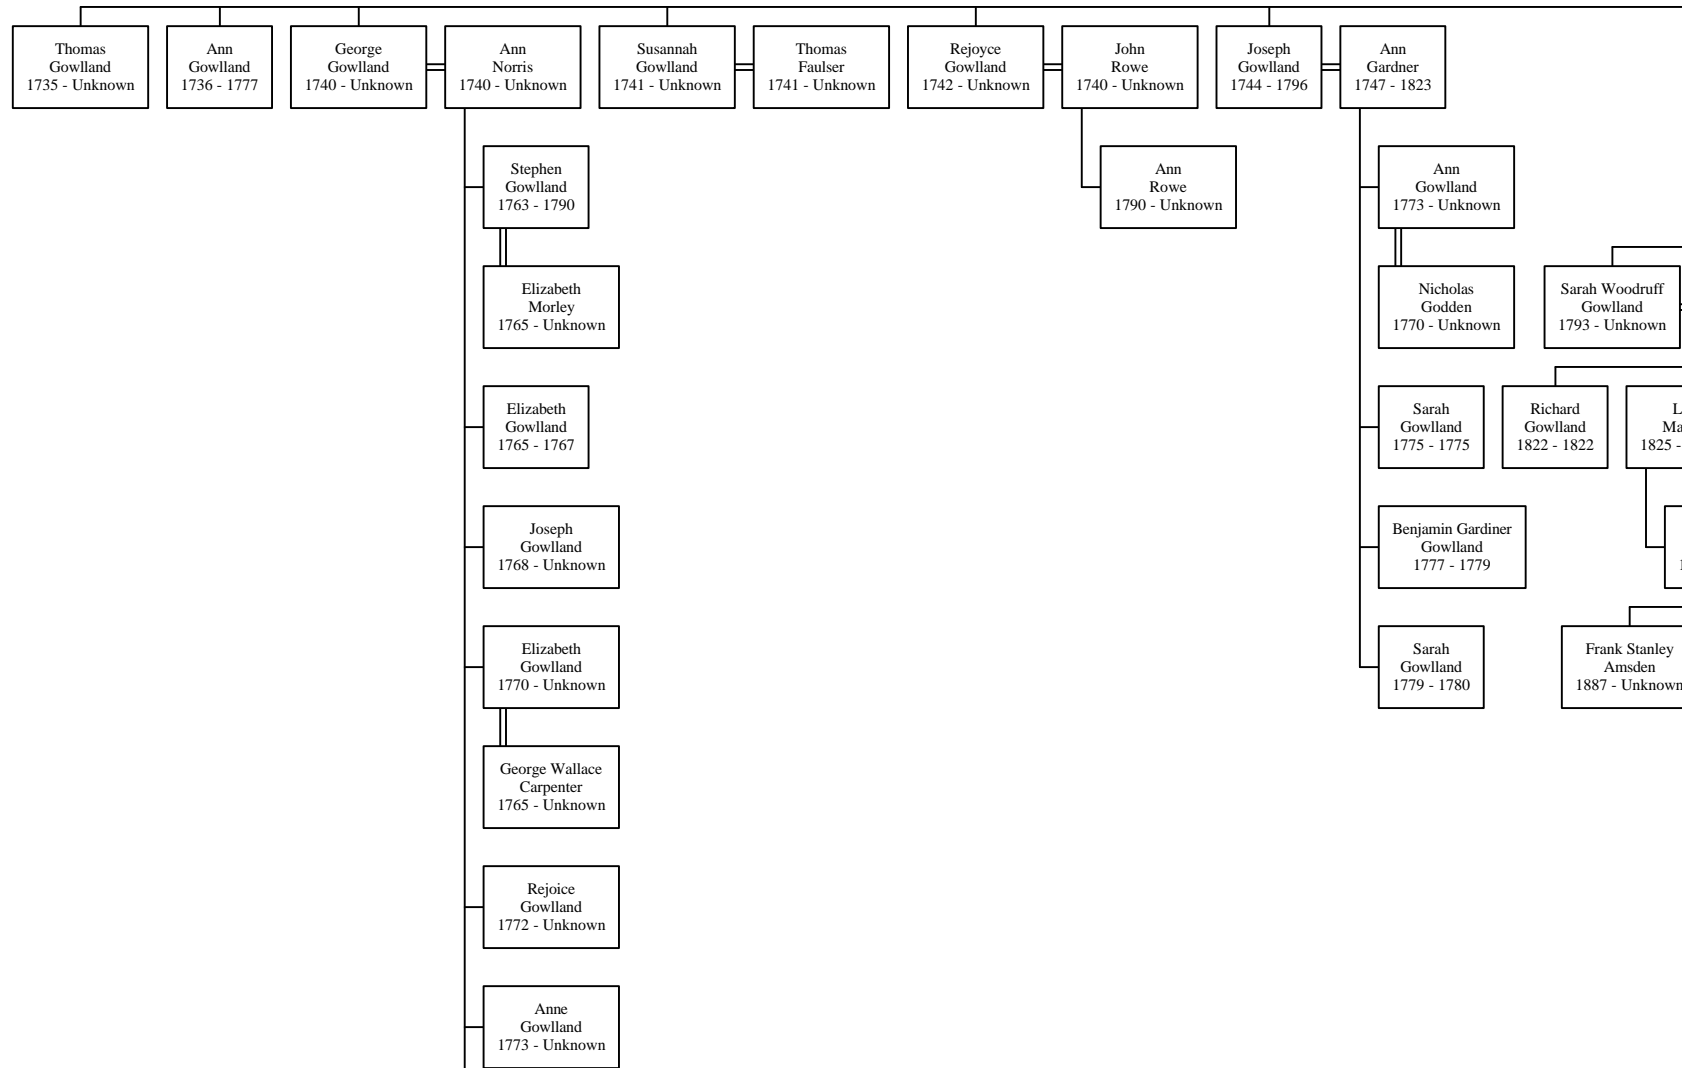 Thomas
Gowlland
1735 - Unknown
Ann
Gowlland
1736 - 1777
George
Gowlland
1740 - Unknown
Ann
Norris
1740 - Unknown
Susannah
Gowlland
1741 - Unknown
Thomas
Faulser
1741 - Unknown
Rejoyce
Gowlland
1742 - Unknown
John
Rowe
1740 - Unknown
Joseph
Gowlland
1744 - 1796
Ann
Gardner
1747 - 1823
Stephen
Gowlland
1763 - 1790
Ann
Rowe
1790 - Unknown
Ann
Gowlland
1773 - Unknown
Elizabeth
Morley
1765 - Unknown
Nicholas
Godden
1770 - Unknown
Sarah Woodruff
Gowlland
1793 - Unknown
Elizabeth
Gowlland
1765 - 1767
Sarah
Gowlland
1775 - 1775
Richard
Gowlland
1822 - 1822
L
Ma
1825 -
Joseph
Gowlland
1768 - Unknown
Benjamin Gardiner
Gowlland
1777 - 1779
Elizabeth
Gowlland
1770 - Unknown
Sarah
Gowlland
1779 - 1780
Frank Stanley
Amsden
1887 - Unknown
George Wallace
Carpenter
1765 - Unknown
Rejoice
Gowlland
1772 - Unknown
Anne
Gowlland
1773 - Unknown